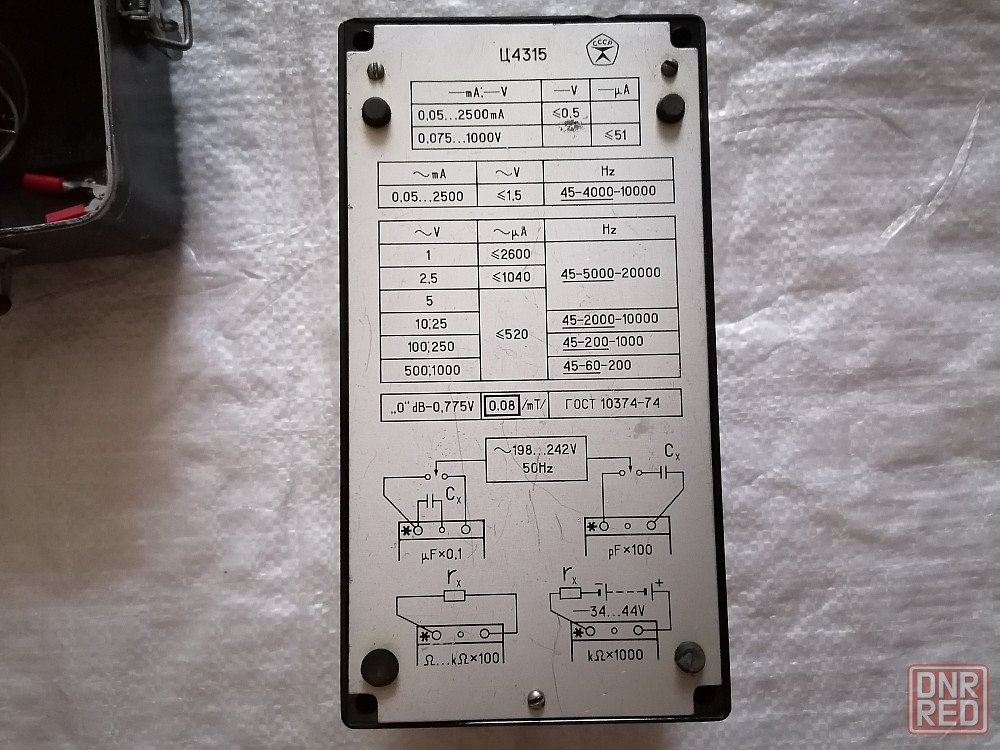 Ц4315
СССР
—mA; —V —V —μA
0,05...2500mA ≤0,5
0,075...1000V ≤51
~mA ~V Hz
0,05...2500 ≤1,5 45-4000-10000
~V ~μA Hz
1 ≤2600
2,5 ≤1040 45-5000-20000
5
10;25 ≤520 45-2000-10000
100;250 45-200-1000
500;1000 45-60-200
„0" dB-0,775V 0.08 /mT/ ГОСТ 10374-74
~198...242V
50Hz
Cx
Cx
*
*
μF×0,1
pF×100
rx
rx
− +
—34...44V
*
*
Ω...kΩ×100
kΩ×1000
DNR
RED